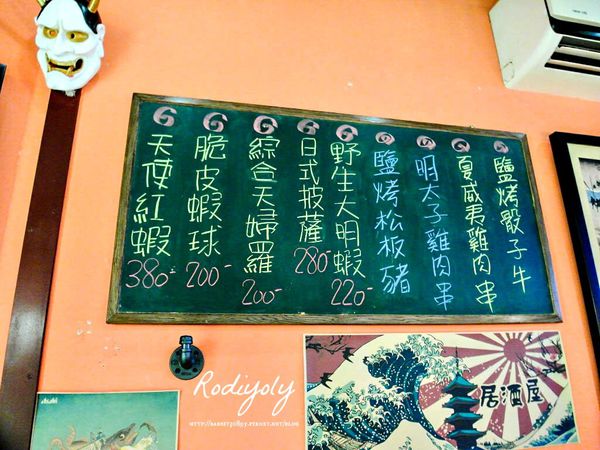 鹽烤骰子牛
夏威夷雞肉串
明太子雞肉串
鹽烤松板豬
野生大明蝦
220-
日式披薩
280-
綜合天婦羅
200-
脆皮蝦球
200-
天使紅蝦
380-
居酒屋
Asahi
Rodiyoly